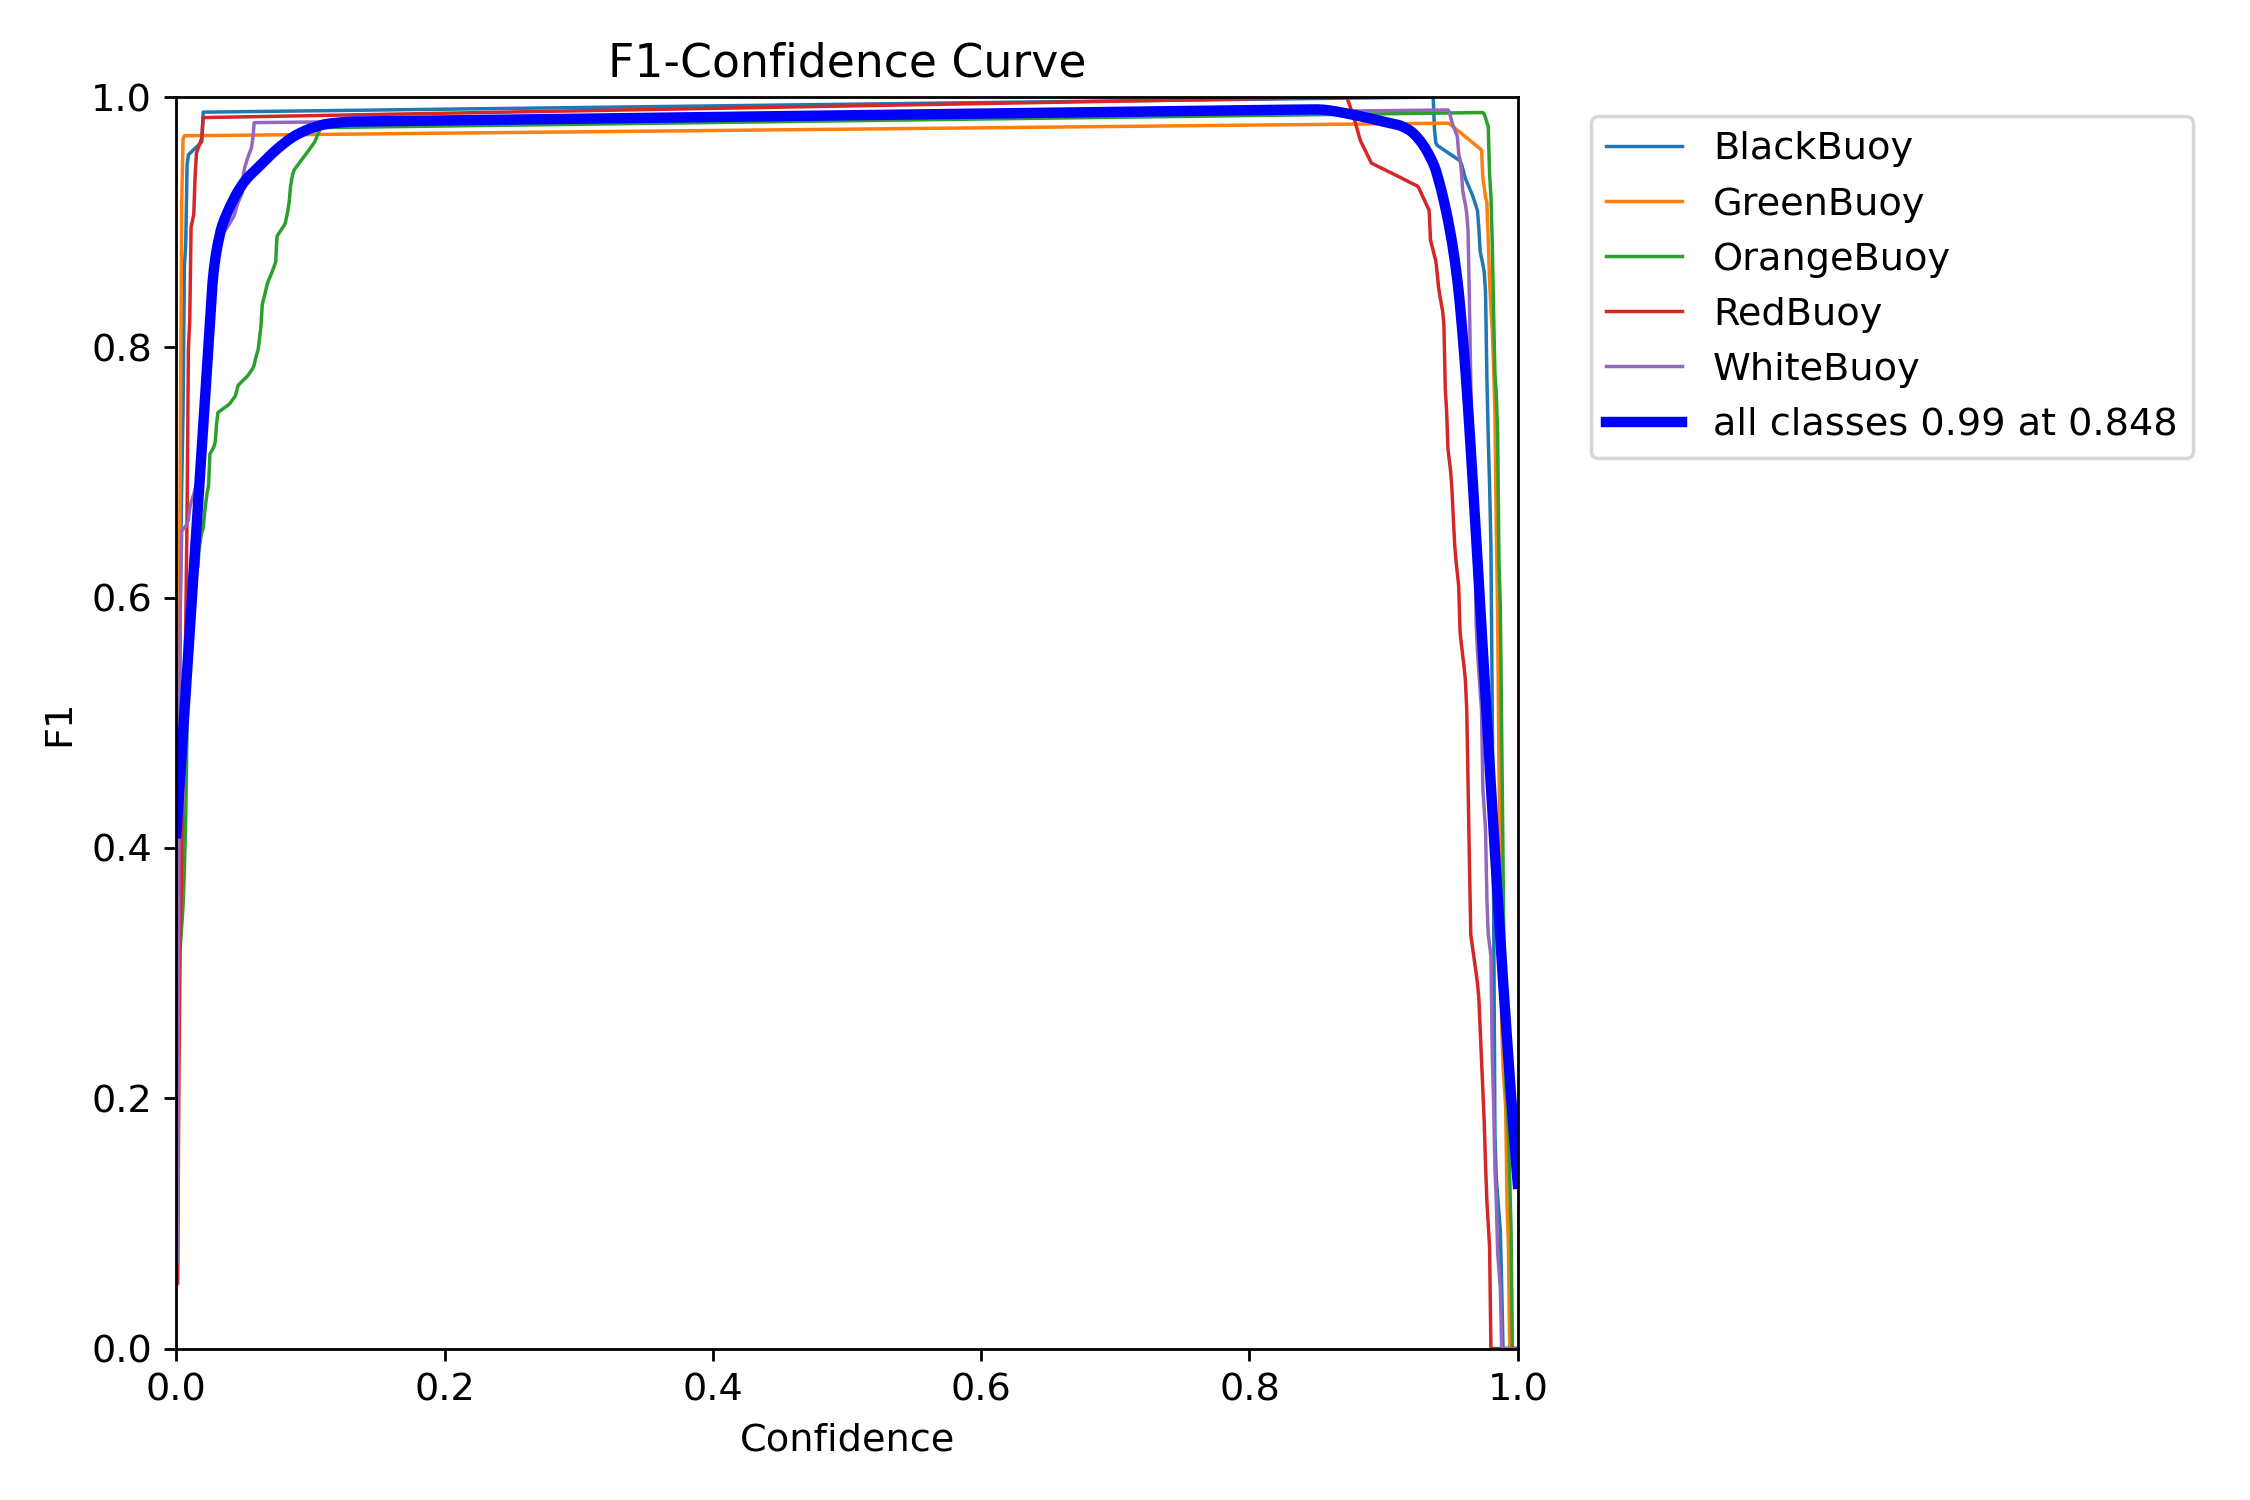 F1-Confidence Curve
1.0
0.8
0.6
0.4
0.2
0.0
F1
0.0 0.2 0.4 0.6 0.8 1.0
Confidence
BlackBuoy
GreenBuoy
OrangeBuoy
RedBuoy
WhiteBuoy
all classes 0.99 at 0.848